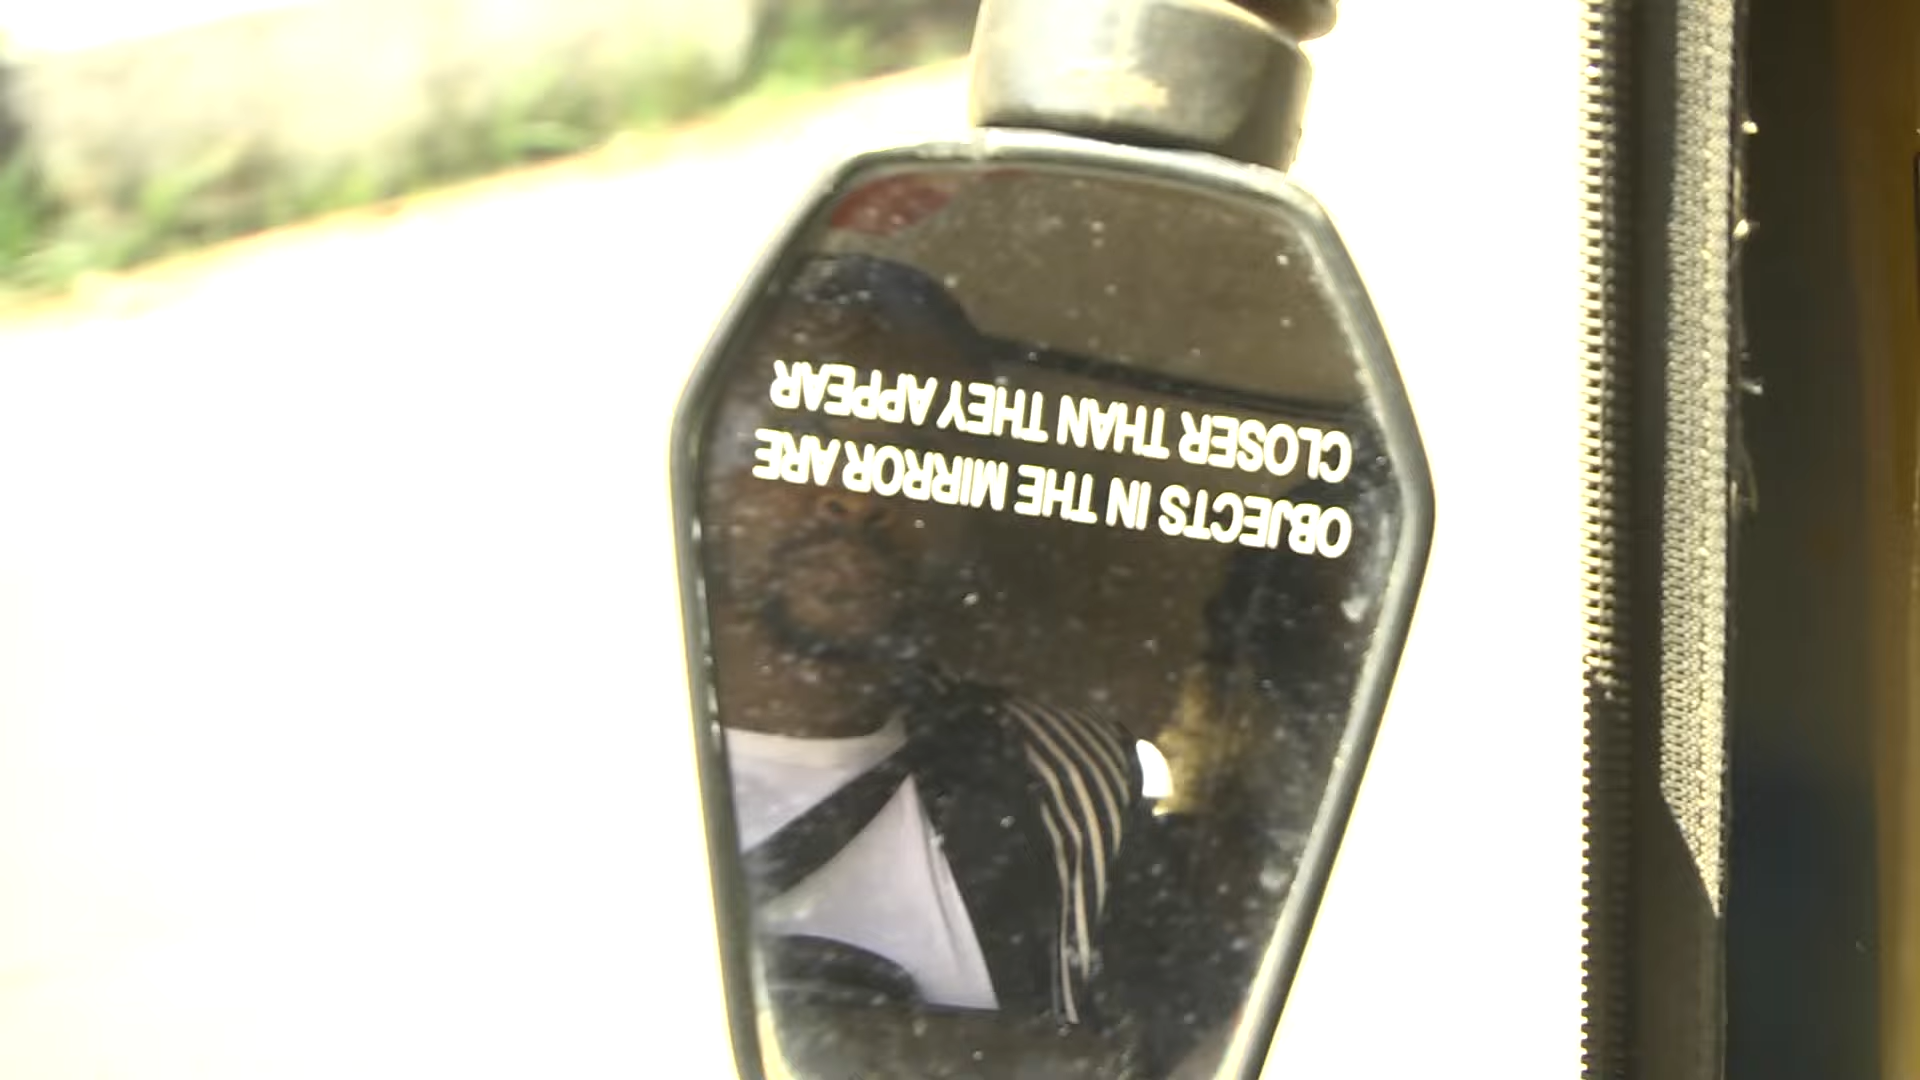 OBJECTS IN THE MIRROR ARE
CLOSER THAN THEY APPEAR